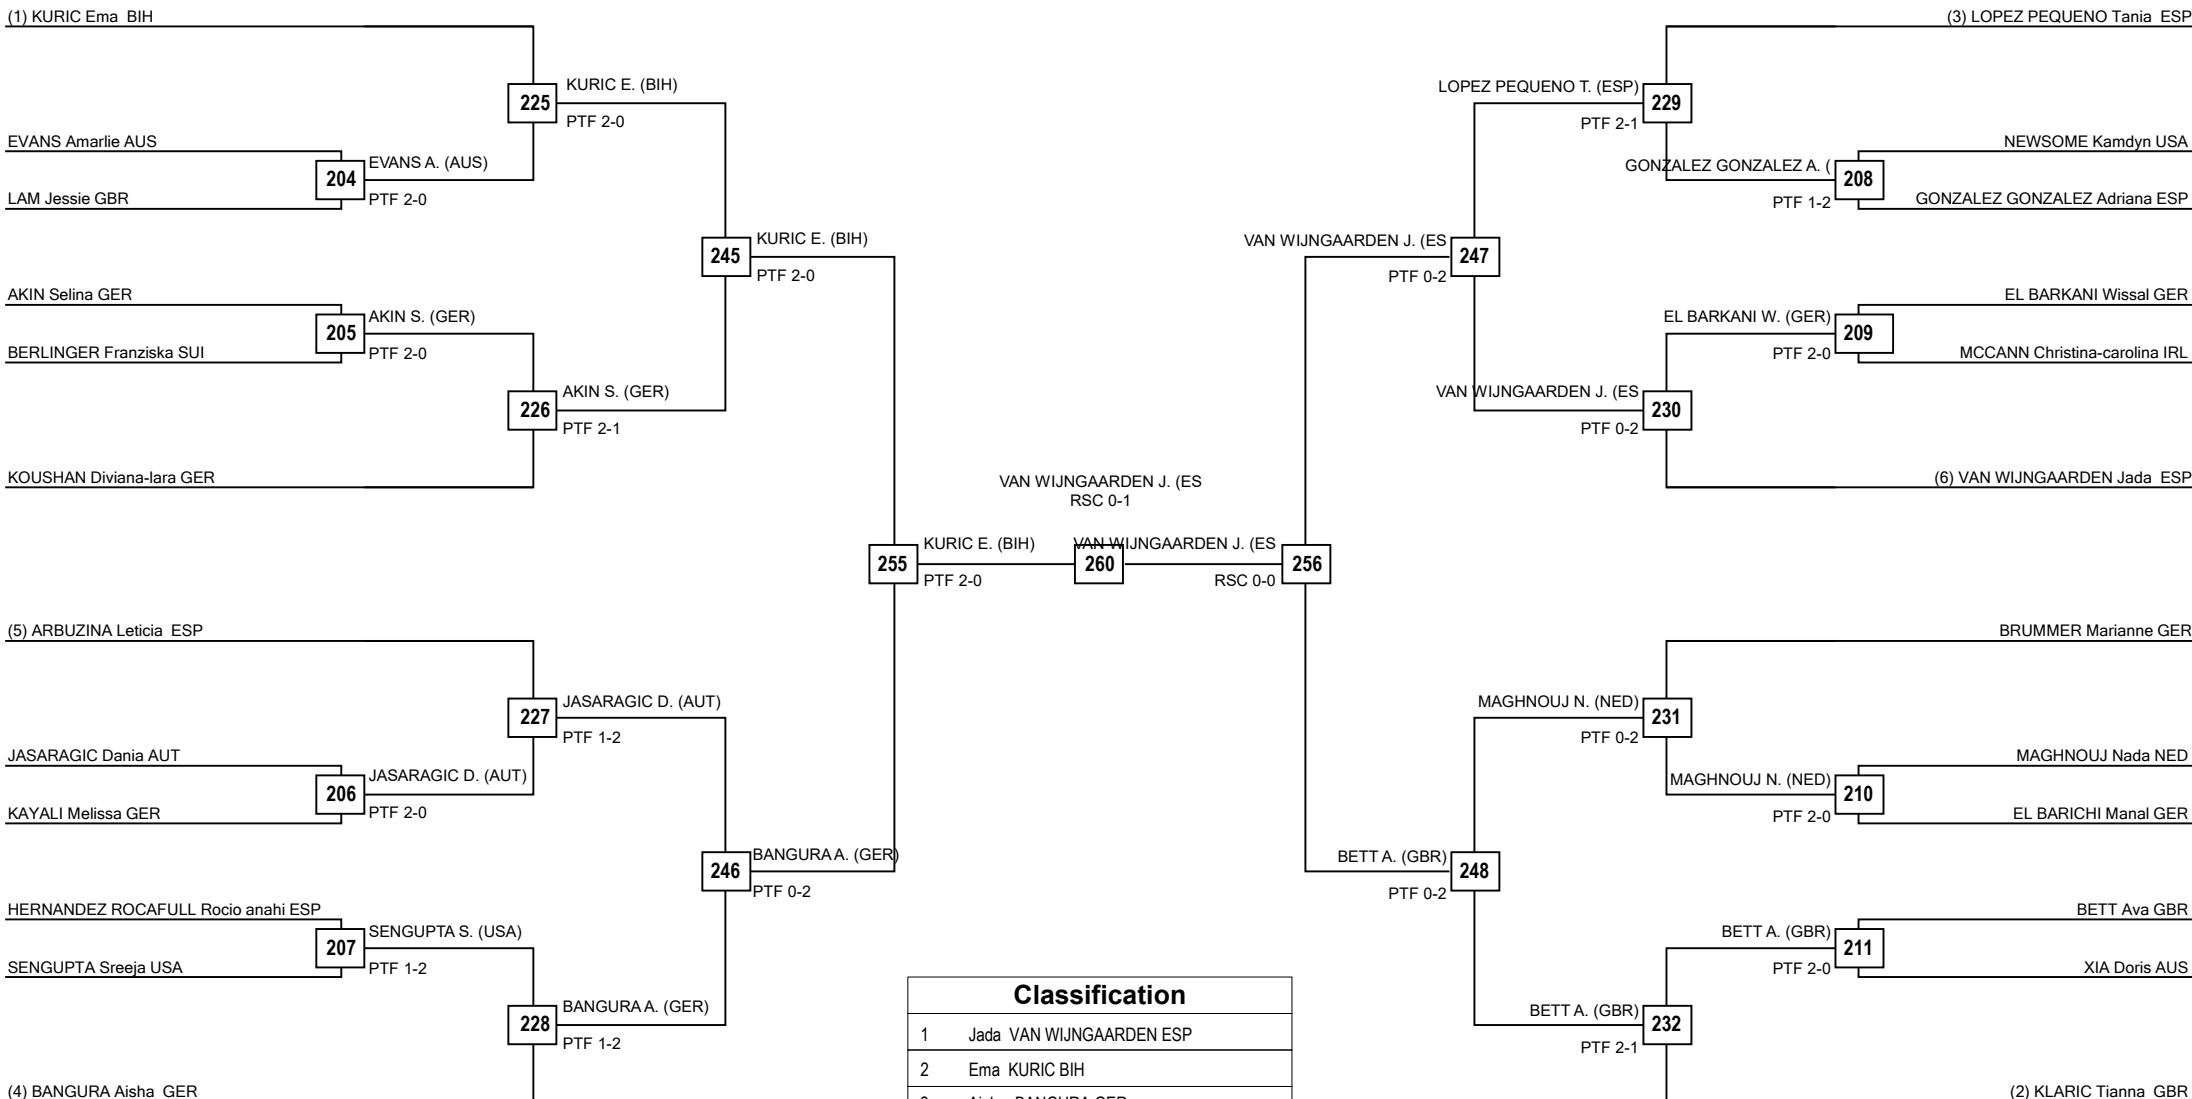 (1) KURIC Ema BIH
225
KURIC E. (BIH)
PTF 2-0
EVANS Amarlie AUS
204
EVANS A. (AUS)
PTF 2-0
LAM Jessie GBR
245
KURIC E. (BIH)
PTF 2-0
AKIN Selina GER
205
AKIN S. (GER)
PTF 2-0
BERLINGER Franziska SUI
226
AKIN S. (GER)
PTF 2-1
KOUSHAN Diviana-lara GER
255
KURIC E. (BIH)
PTF 2-0
(5) ARBUZINA Leticia ESP
227
JASARAGIC D. (AUT)
PTF 1-2
JASARAGIC Dania AUT
206
JASARAGIC D. (AUT)
PTF 2-0
KAYALI Melissa GER
246
BANGURA A. (GER)
PTF 0-2
HERNANDEZ ROCAFULL Rocio anahi ESP
207
SENGUPTA S. (USA)
PTF 1-2
SENGUPTA Sreeja USA
228
BANGURA A. (GER)
PTF 1-2
(4) BANGURA Aisha GER
VAN WIJNGAARDEN J. (ES
RSC 0-1
260
VAN WIJNGAARDEN J. (ES
RSC 0-0
256
(3) LOPEZ PEQUENO Tania ESP
LOPEZ PEQUENO T. (ESP)
229
PTF 2-1
NEWSOME Kamdyn USA
GONZALEZ GONZALEZ A. (
208
PTF 1-2
GONZALEZ GONZALEZ Adriana ESP
VAN WIJNGAARDEN J. (ES
247
PTF 0-2
EL BARKANI Wissal GER
EL BARKANI W. (GER)
209
PTF 2-0
MCCANN Christina-carolina IRL
VAN WIJNGAARDEN J. (ES
230
PTF 0-2
(6) VAN WIJNGAARDEN Jada ESP
BRUMMER Marianne GER
MAGHNOUJ N. (NED)
231
PTF 0-2
MAGHNOUJ Nada NED
MAGHNOUJ N. (NED)
210
PTF 2-0
EL BARICHI Manal GER
BETT A. (GBR)
248
PTF 0-2
BETT Ava GBR
BETT A. (GBR)
211
PTF 2-0
XIA Doris AUS
BETT A. (GBR)
232
PTF 2-1
(2) KLARIC Tianna GBR
Classification
1 Jada VAN WIJNGAARDEN ESP
2 Ema KURIC BIH